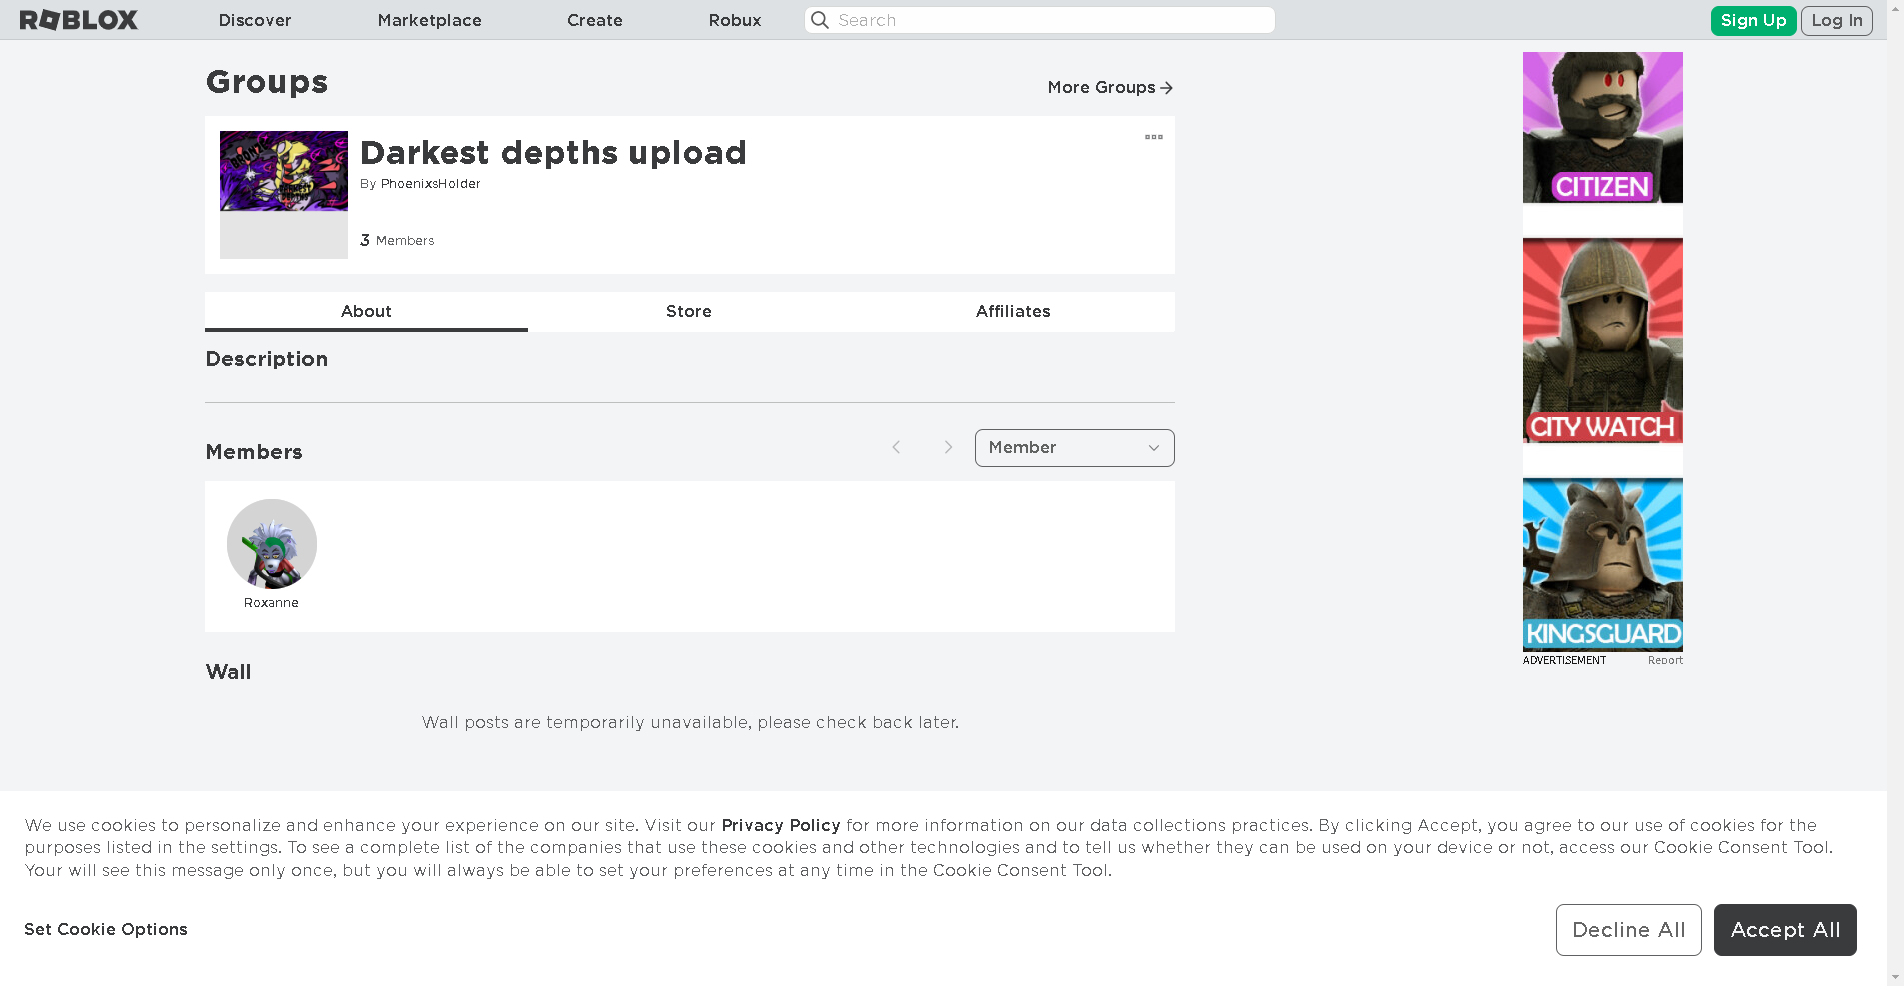 ROBLOX
Discover
Marketplace
Create
Robux
Search
Sign Up
Log In
Groups
More Groups
BRONZE
Darkest depths upload
By PhoenixsHolder
3 Members
About
Store
Affiliates
Description
Members
Member
Roxanne
Wall
Wall posts are temporarily unavailable, please check back later.
CITIZEN
CITY WATCH
KINGSGUARD
ADVERTISEMENT
Report
We use cookies to personalize and enhance your experience on our site. Visit our Privacy Policy for more information on our data collections practices. By clicking Accept, you agree to our use of cookies for the
purposes listed in the settings. To see a complete list of the companies that use these cookies and other technologies and to tell us whether they can be used on your device or not, access our Cookie Consent Tool.
Your will see this message only once, but you will always be able to set your preferences at any time in the Cookie Consent Tool.
Set Cookie Options
Decline All
Accept All